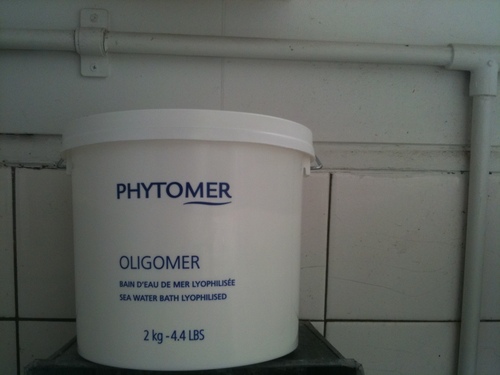 PHYTOMER
OLIGOMER
BAIN D'EAU DE MER LYOPHILISÉE
SEA WATER BATH LYOPHILISED
2 kg - 4.4 LBS